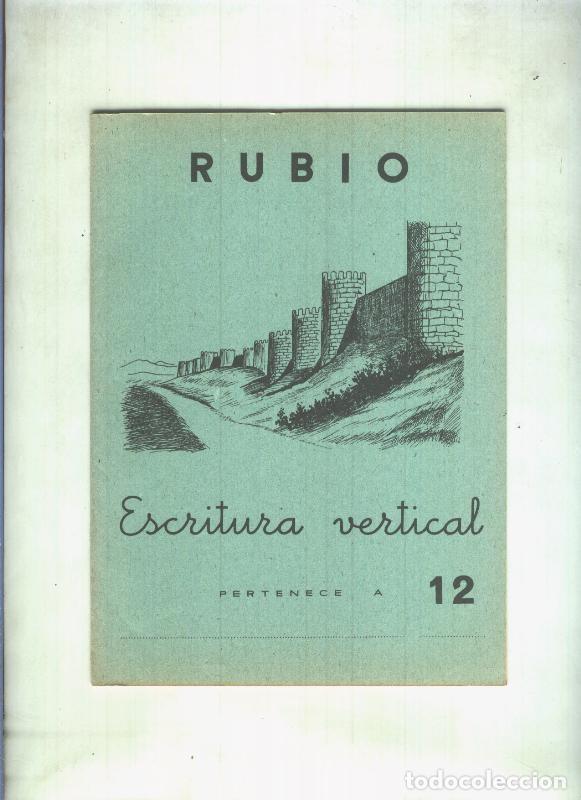 RUBIO
Escritura vertical
PERTENECE A 12
todocoleccion